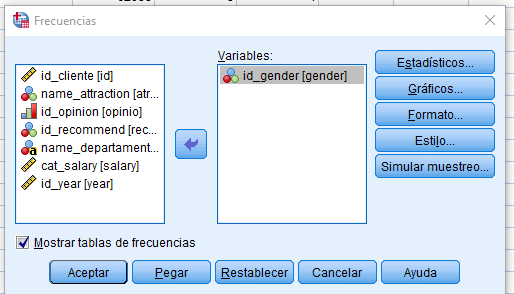 Frecuencias
Variables:
id_cliente [id]
name_attraction [atr...
id_opinion [opinio]
id_recommend [rec...
name_departament...
cat_salary [salary]
id_year [year]
id_gender [gender]
Estadísticos...
Gráficos...
Formato...
Estilo...
Simular muestreo...
Mostrar tablas de frecuencias
Aceptar
Pegar
Restablecer
Cancelar
Ayuda